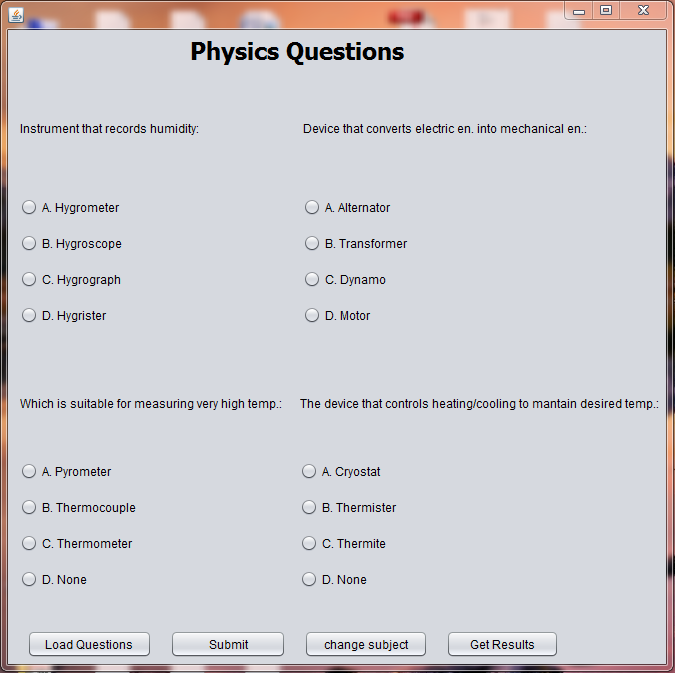 Physics Questions
Instrument that records humidity:
A. Hygrometer
B. Hygroscope
C. Hygrograph
D. Hygrister
Device that converts electric en. into mechanical en.:
A. Alternator
B. Transformer
C. Dynamo
D. Motor
Which is suitable for measuring very high temp.:
A. Pyrometer
B. Thermocouple
C. Thermometer
D. None
The device that controls heating/cooling to mantain desired temp.:
A. Cryostat
B. Thermister
C. Thermite
D. None
Load Questions
Submit
change subject
Get Results